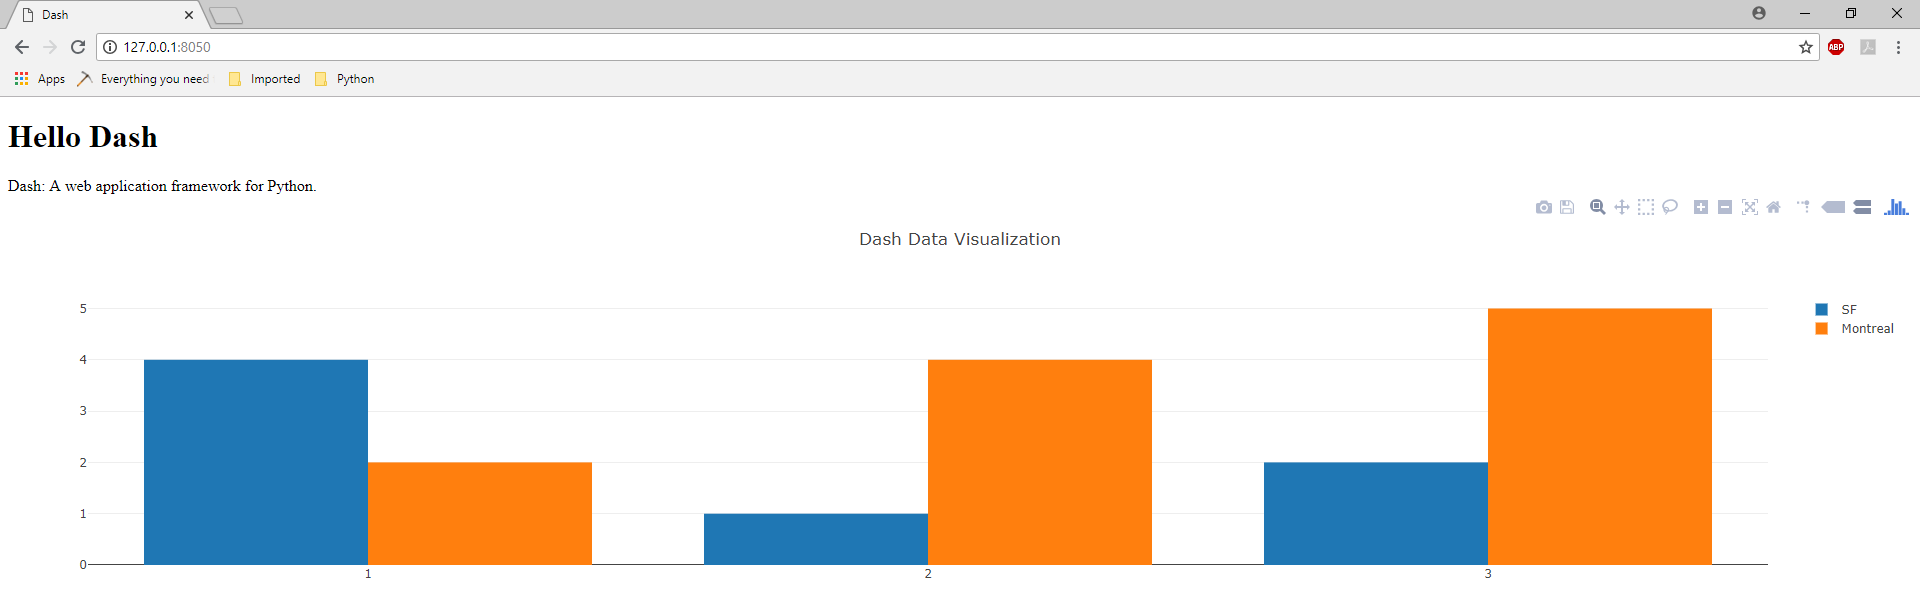 Dash
127.0.0.1:8050
ABP
Apps Everything you need Imported Python
Hello Dash
Dash: A web application framework for Python.
Dash Data Visualization
5
4
3
2
1
0
1 2 3
SF
Montreal